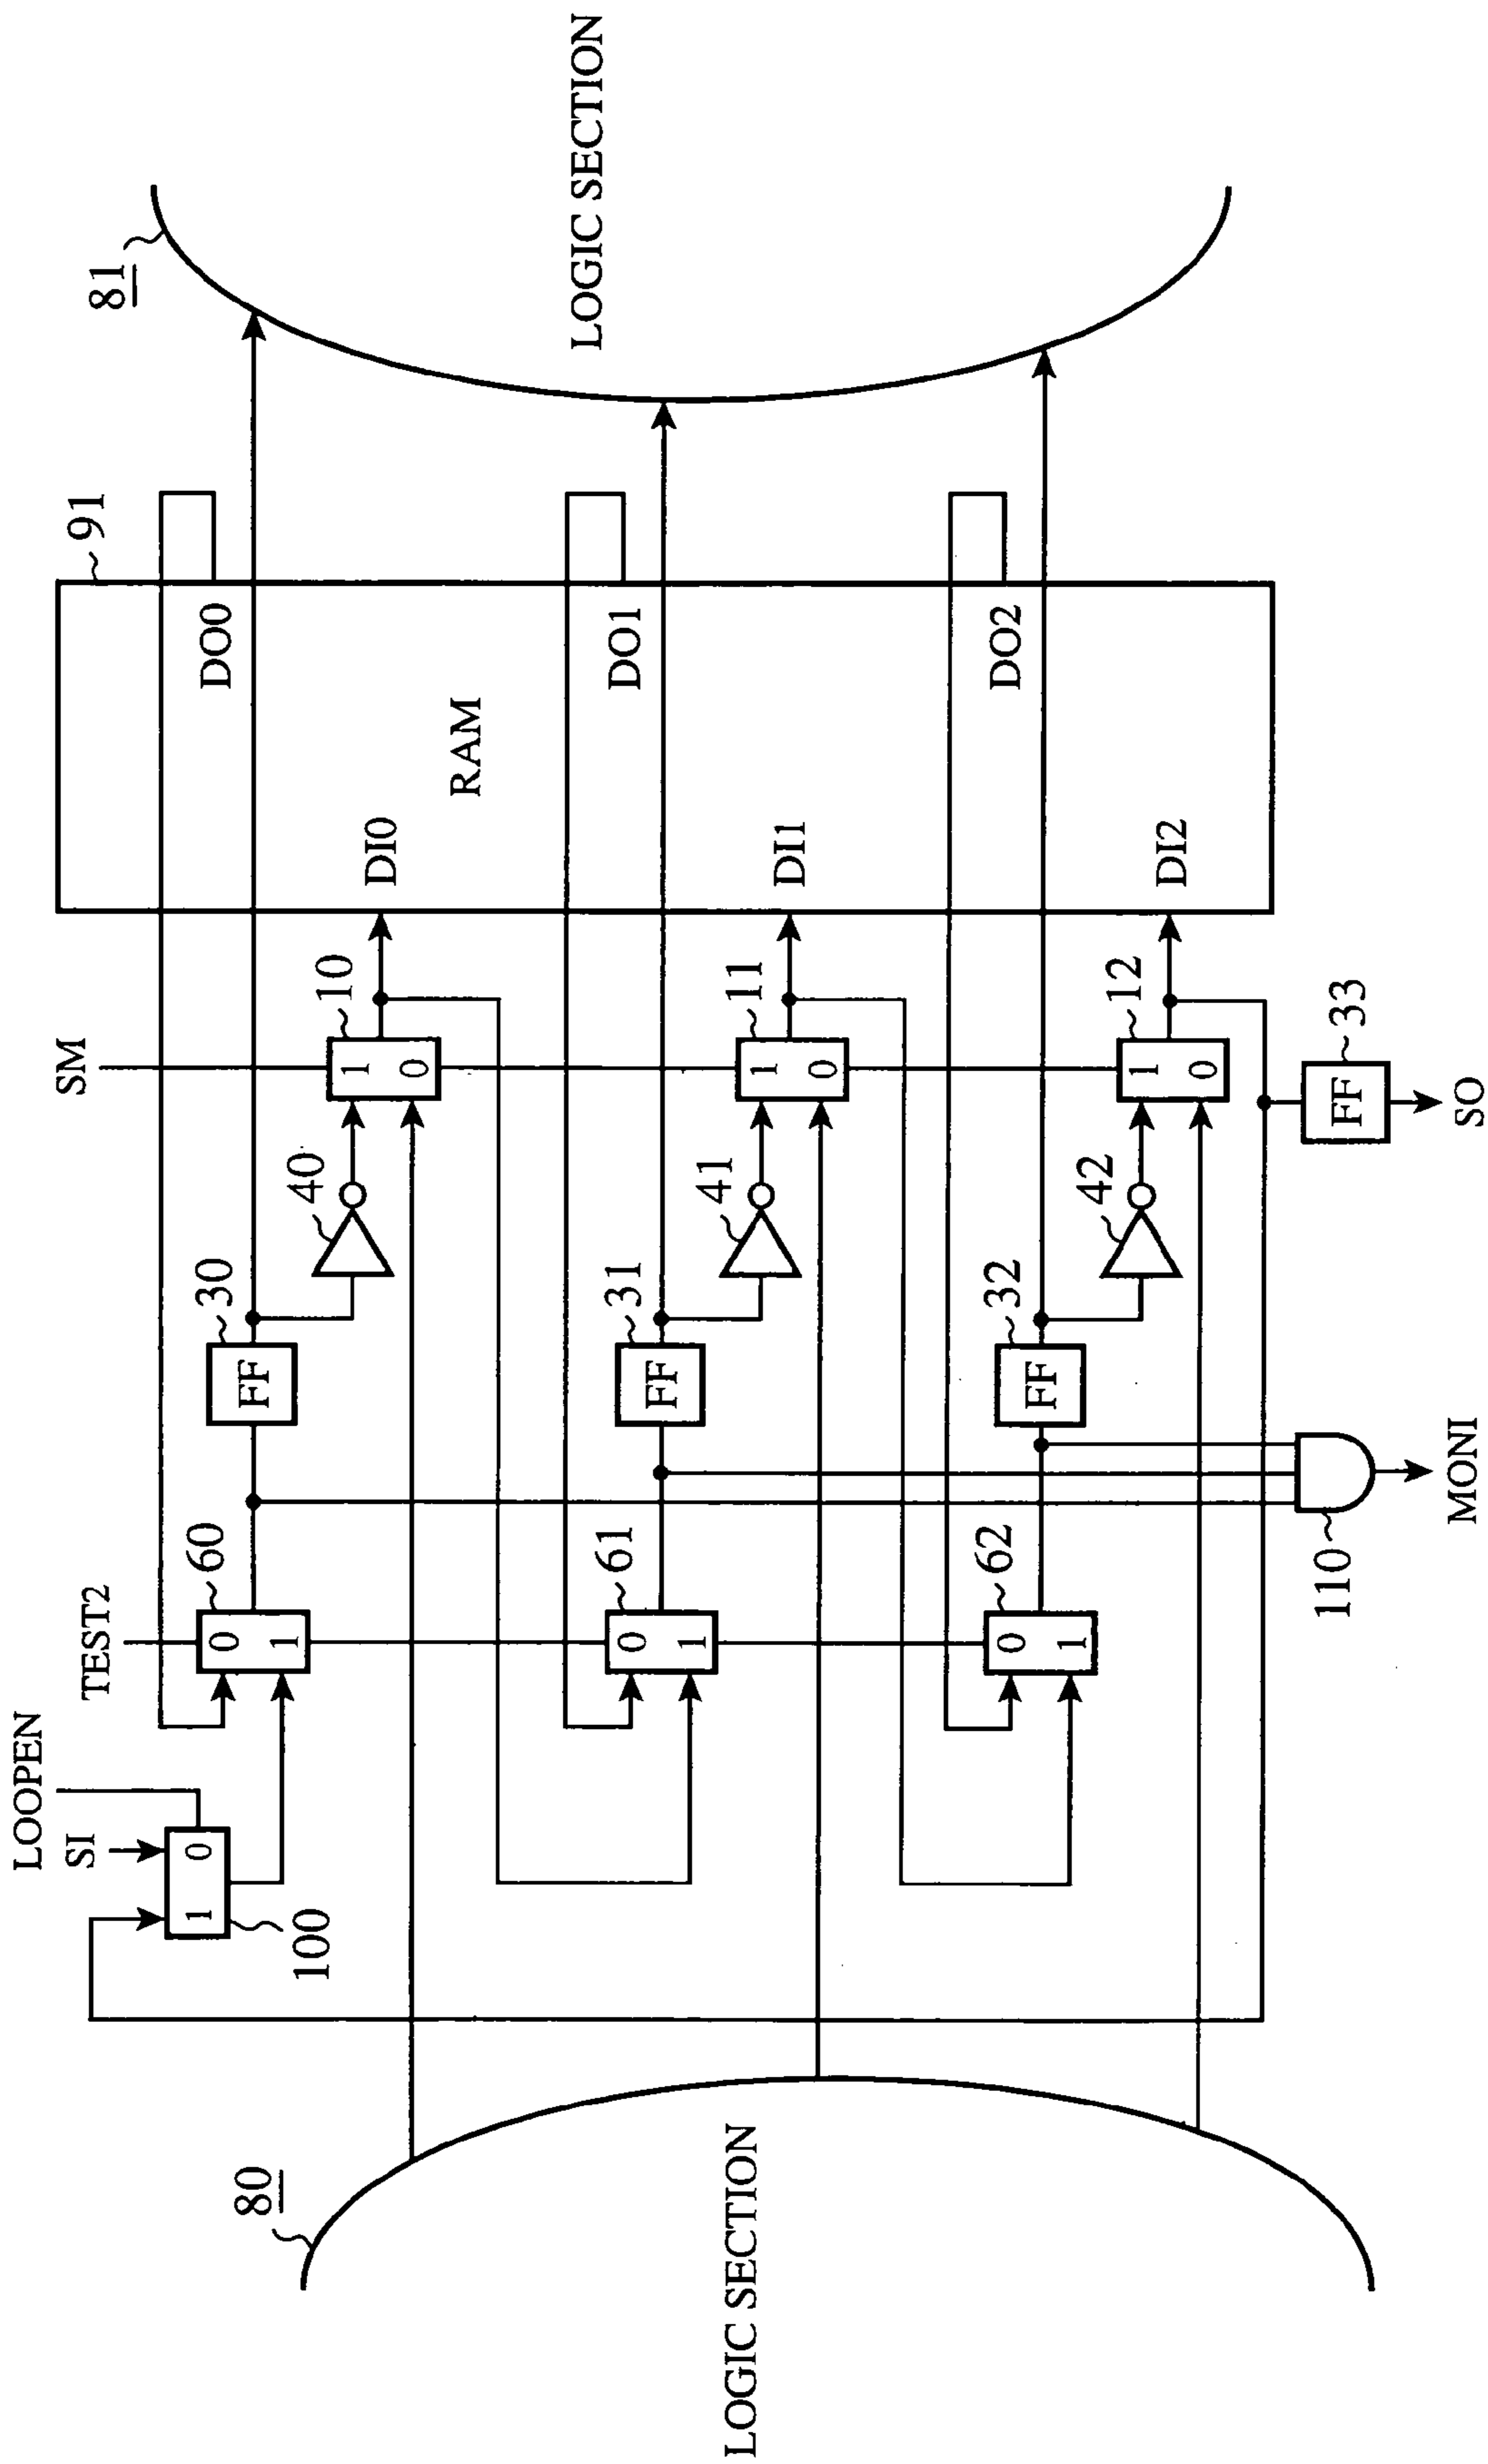 LOOPEN
SI
1 0
100
TEST2
60
0 1
FF
30
40
SM
10
1 0
DI0
DO0
91
RAM
81
LOGIC SECTION
61
0 1
FF
31
41
11
1 0
DI1
DO1
62
0 1
FF
32
42
12
1 0
DI2
DO2
80
LOGIC SECTION
110
MONI
FF
33
SO